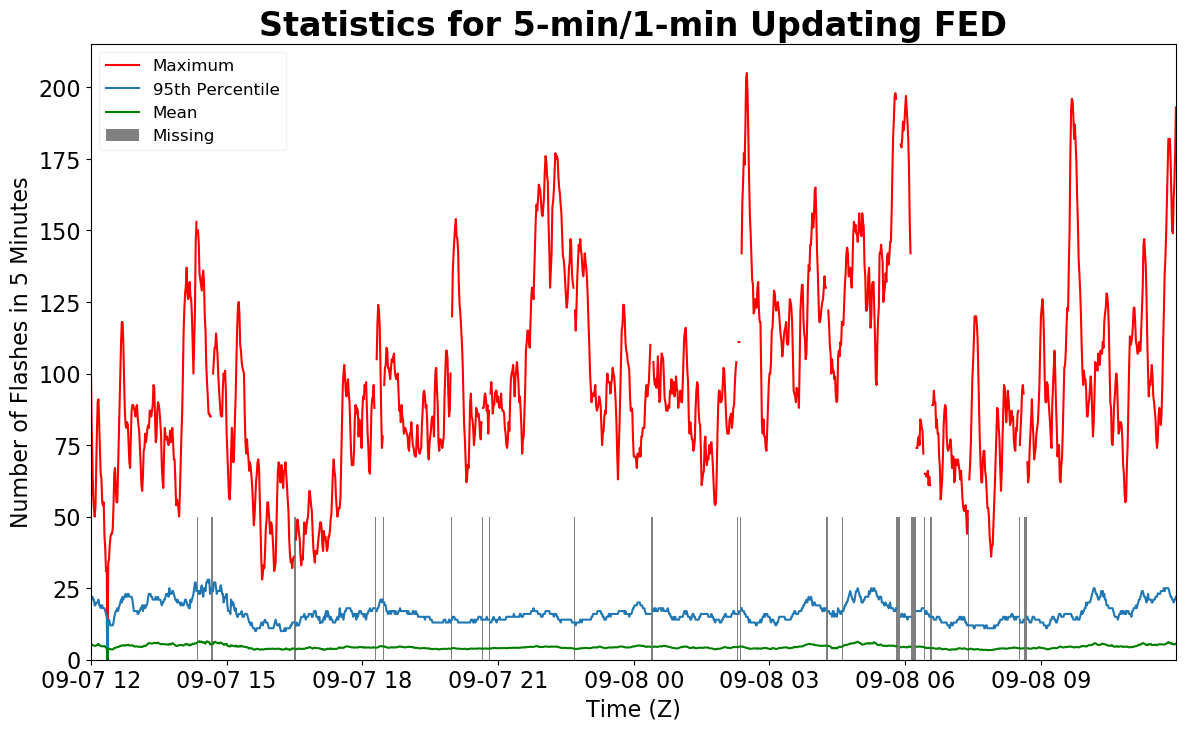 Statistics for 5-min/1-min Updating FED
Number of Flashes in 5 Minutes
200
175
150
125
100
75
50
25
0
Maximum
95th Percentile
Mean
Missing
09-07 12
09-07 15
09-07 18
09-07 21
09-08 00
09-08 03
09-08 06
09-08 09
Time (Z)